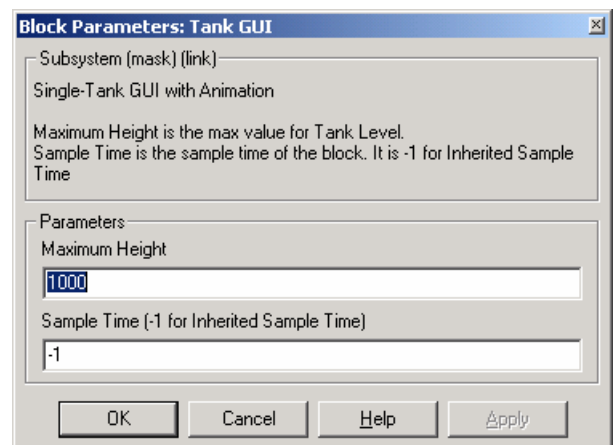 Block Parameters: Tank GUI
Subsystem (mask) (link)
Single-Tank GUI with Animation
Maximum Height is the max value for Tank Level.
Sample Time is the sample time of the block. It is -1 for Inherited Sample
Time
Parameters
Maximum Height
1000
Sample Time (-1 for Inherited Sample Time)
-1
OK Cancel Help Apply